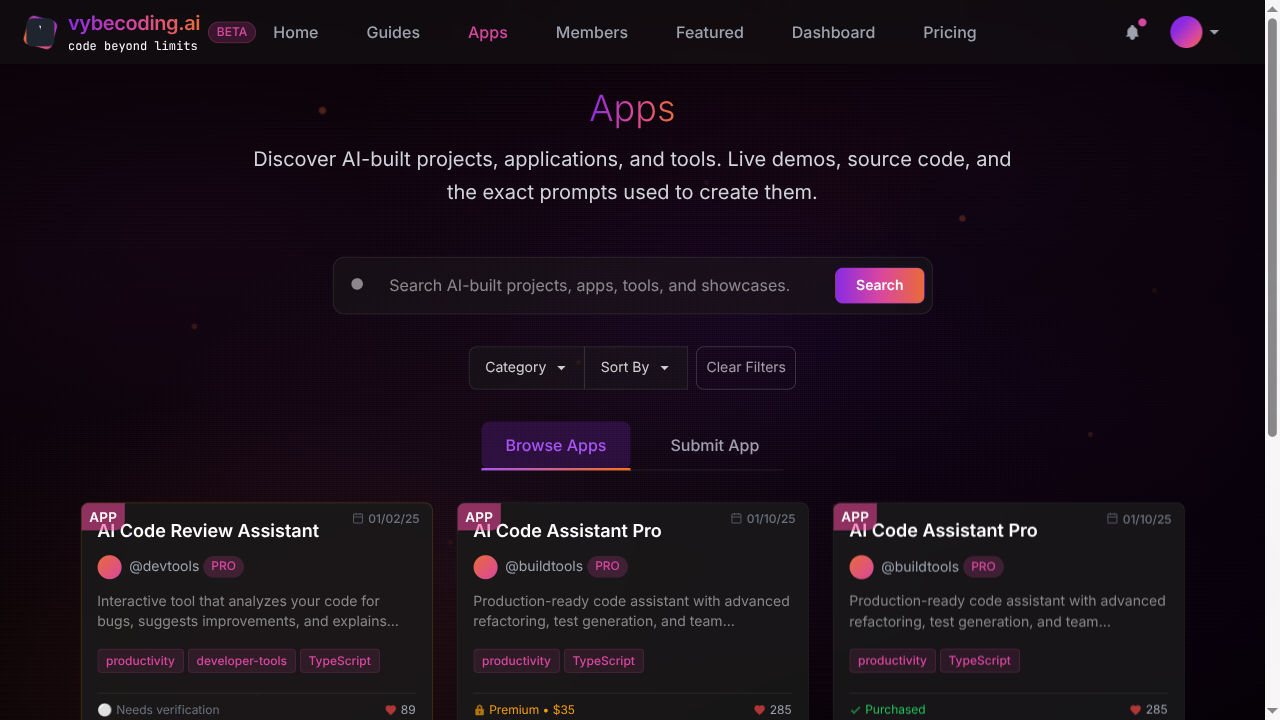 vybecoding.ai
code beyond limits
BETA
Home
Guides
Apps
Members
Featured
Dashboard
Pricing
Apps
Discover AI-built projects, applications, and tools. Live demos, source code, and
the exact prompts used to create them.
Search AI-built projects, apps, tools, and showcases.
Search
Category
Sort By
Clear Filters
Browse Apps
Submit App
APP
AI Code Review Assistant
01/02/25
@devtools
PRO
Interactive tool that analyzes your code for
bugs, suggests improvements, and explains...
productivity
developer-tools
TypeScript
Needs verification
89
APP
AI Code Assistant Pro
01/10/25
@buildtools
PRO
Production-ready code assistant with advanced
refactoring, test generation, and team...
productivity
TypeScript
Premium • $35
285
APP
AI Code Assistant Pro
01/10/25
@buildtools
PRO
Production-ready code assistant with advanced
refactoring, test generation, and team...
productivity
TypeScript
Purchased
285